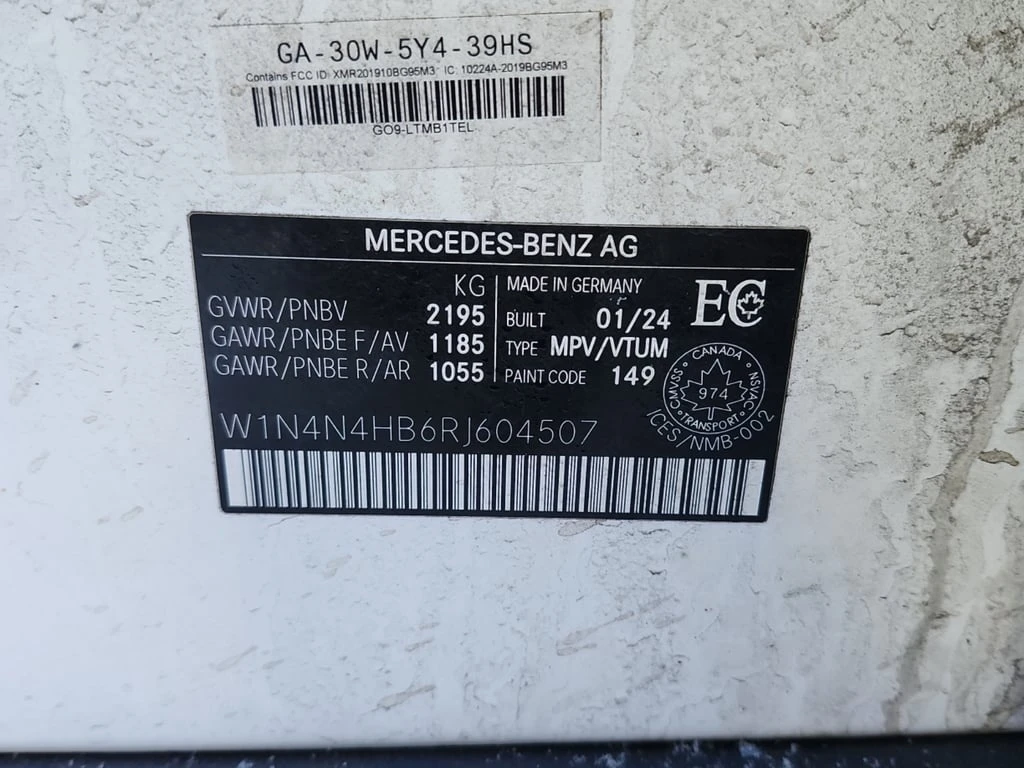 GA-30W-5Y4-39HS
Contains FCC ID: XMR201910BG95M3 IC: 10224A-2019BG95M3
GO9-LTMB1TEL
MERCEDES-BENZ AG
KG
GVWR/PNBV 2195
GAWR/PNBE F/AV 1185
GAWR/PNBE R/AR 1055
MADE IN GERMANY
BUILT 01/24
TYPE MPV/VTUM
PAINT CODE 149
EC
CANADA
CMVSS 974 NSVAC
TRANSPORT
ICES/NMB-002
W1N4N4HB6RJ604507